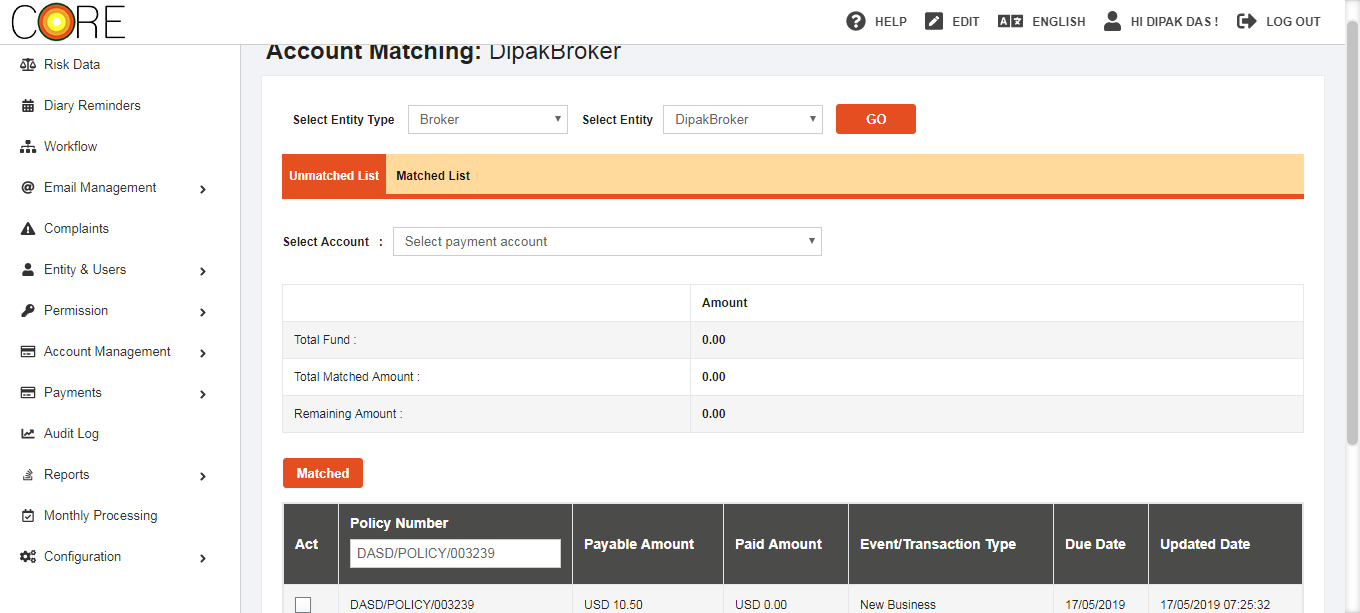 CORE
HELP EDIT ENGLISH HI DIPAK DAS ! LOG OUT
Risk Data
Diary Reminders
Workflow
Email Management
Complaints
Entity & Users
Permission
Account Management
Payments
Audit Log
Reports
Monthly Processing
Configuration
Account Matching: DipakBroker
Select Entity Type Broker Select Entity DipakBroker GO
Unmatched List Matched List
Select Account : Select payment account
Amount
Total Fund : 0.00
Total Matched Amount : 0.00
Remaining Amount : 0.00
Matched
Act Policy Number Payable Amount Paid Amount Event/Transaction Type Due Date Updated Date
DASD/POLICY/003239
DASD/POLICY/003239 USD 10.50 USD 0.00 New Business 17/05/2019 17/05/2019 07:25:32